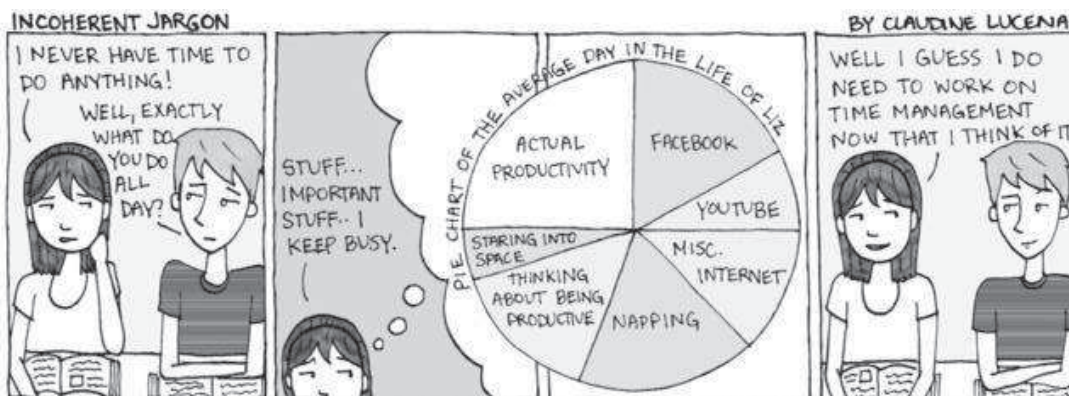 INCOHERENT JARGON
BY CLAUDINE LUCENA
I NEVER HAVE TIME TO
DO ANYTHING!
WELL, EXACTLY
WHAT DO
YOU DO
ALL
DAY?
STUFF...
IMPORTANT
STUFF.. I
KEEP BUSY.
PIE CHART OF THE AVERAGE DAY IN THE LIFE OF LIZ
ACTUAL
PRODUCTIVITY
FACEBOOK
YOUTUBE
MISC.
INTERNET
NAPPING
THINKING
ABOUT BEING
PRODUCTIVE
STARING INTO
SPACE
WELL I GUESS I DO
NEED TO WORK ON
TIME MANAGEMENT
NOW THAT I THINK OF IT